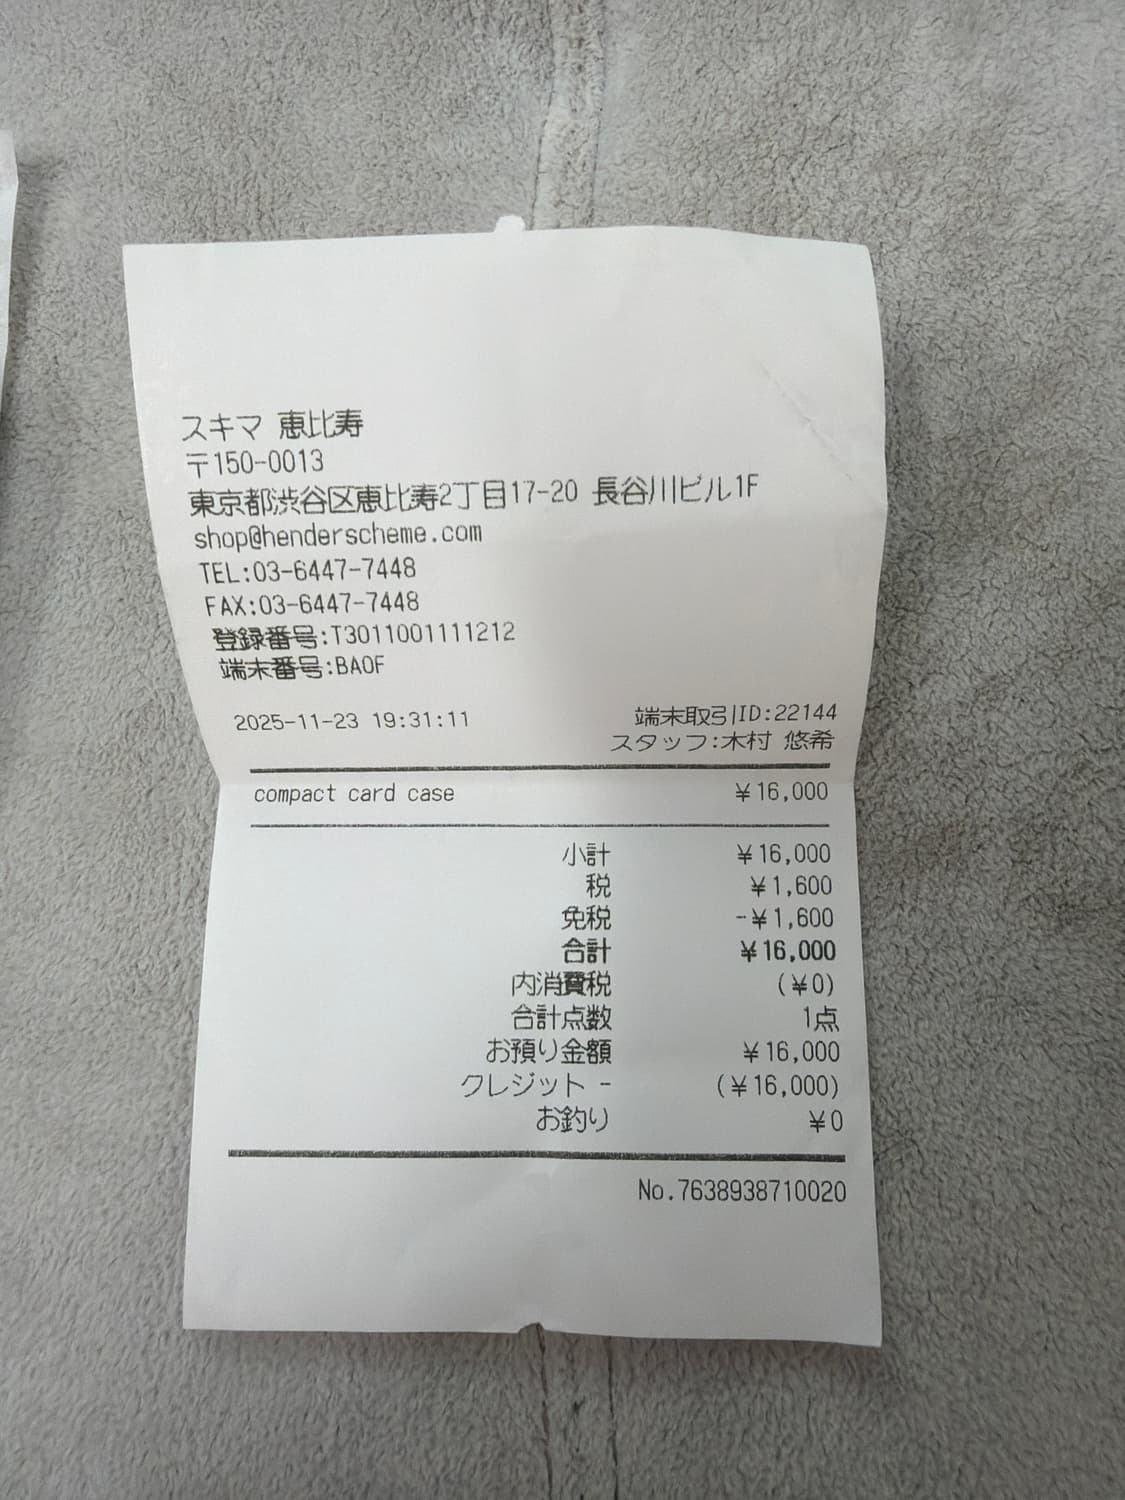 スキマ 恵比寿
〒150-0013
東京都渋谷区恵比寿2丁目17-20 長谷川ビル1F
shop@henderscheme.com
TEL:03-6447-7448
FAX:03-6447-7448
登録番号:T3011001111212
端末番号:BA0F
2025-11-23 19:31:11 端末取引ID:22144
スタッフ:木村 悠希
compact card case ¥16,000
小計 ¥16,000
税 ¥1,600
免税 -¥1,600
合計 ¥16,000
内消費税 (¥0)
合計点数 1点
お預り金額 ¥16,000
クレジット - (¥16,000)
お釣り ¥0
No.7638938710020